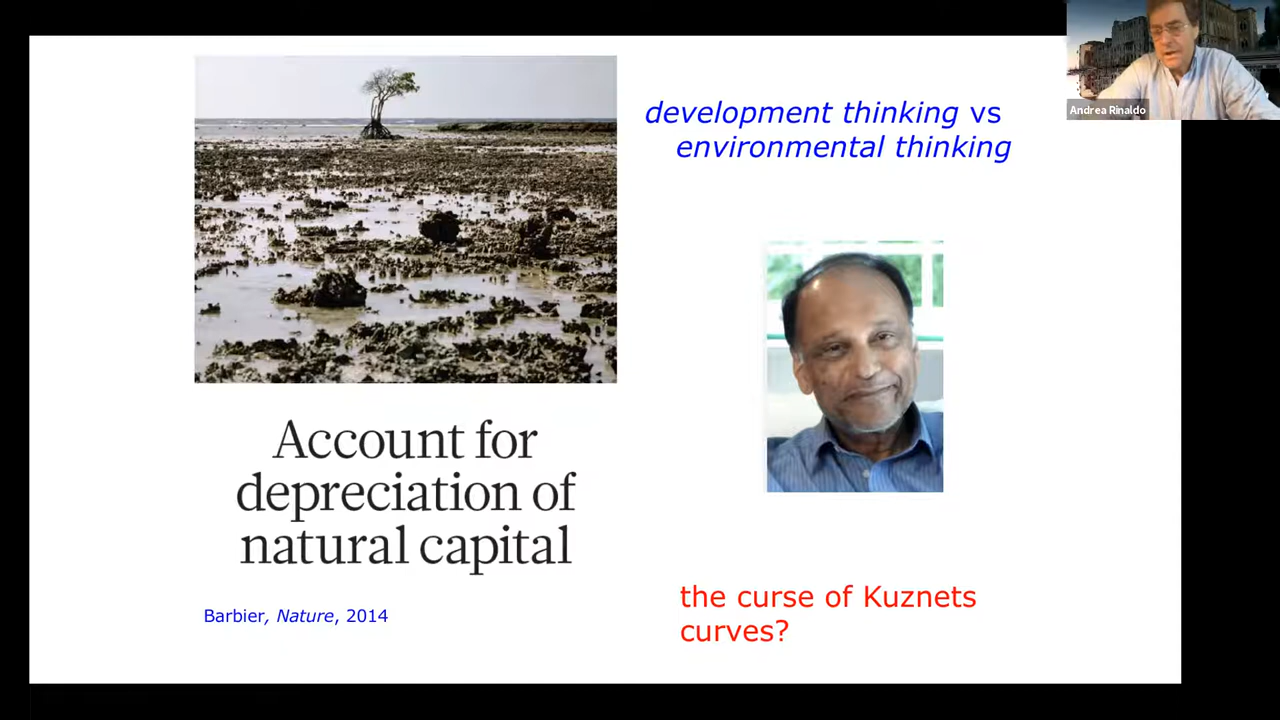 development thinking vs
environmental thinking
Andrea Rinaldo
Account for
depreciation of
natural capital
Barbier, Nature, 2014
the curse of Kuznets
curves?